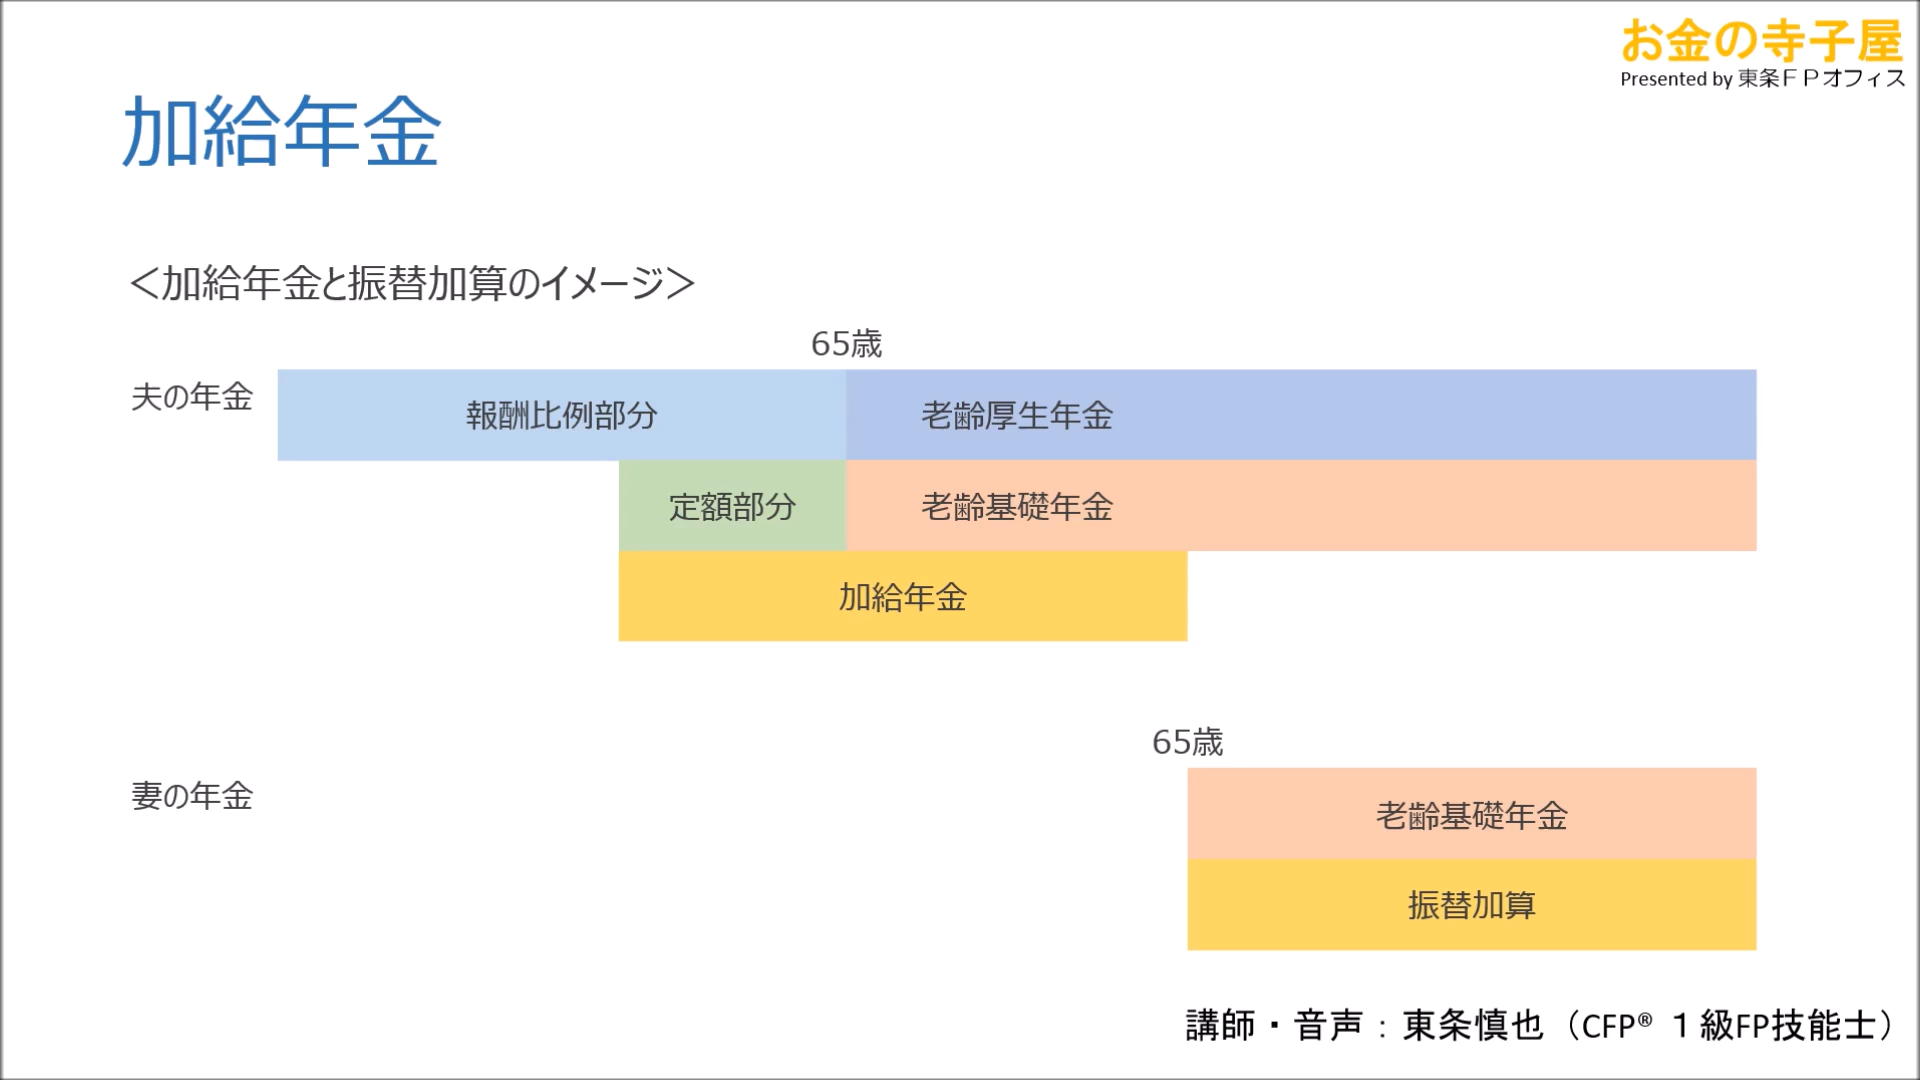 お金の寺子屋
Presented by 東条ＦＰオフィス
加給年金
＜加給年金と振替加算のイメージ＞
65歳
夫の年金
報酬比例部分
老齢厚生年金
定額部分
老齢基礎年金
加給年金
65歳
妻の年金
老齢基礎年金
振替加算
講師・音声：東条慎也（CFP® １級FP技能士）